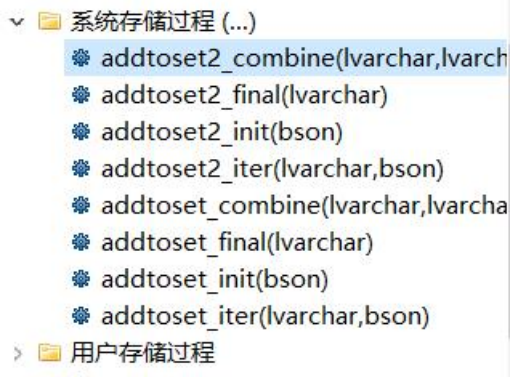 系统存储过程 (...)
addtoset2_combine(lvarchar,lvarch
addtoset2_final(lvarchar)
addtoset2_init(bson)
addtoset2_iter(lvarchar,bson)
addtoset_combine(lvarchar,lvarcha
addtoset_final(lvarchar)
addtoset_init(bson)
addtoset_iter(lvarchar,bson)
用户存储过程